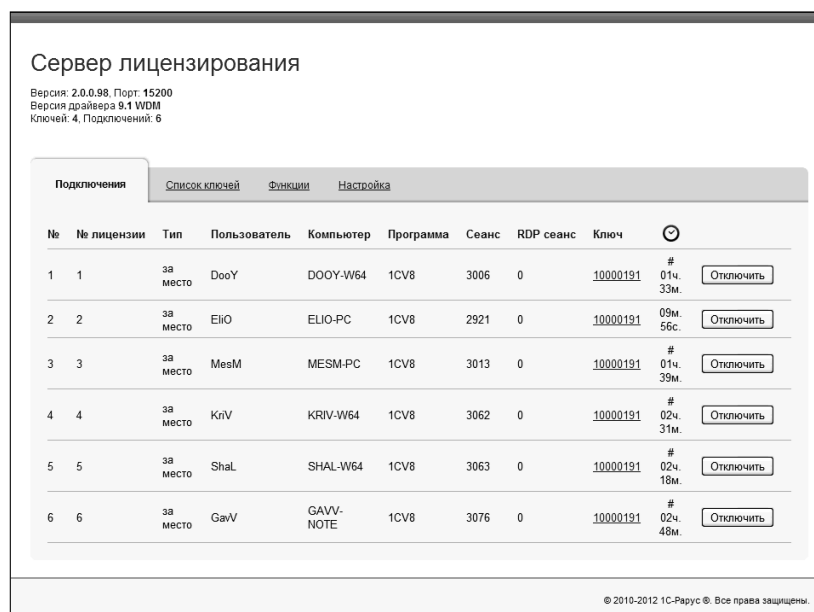 Сервер лицензирования
Версия: 2.0.0.98, Порт: 15200
Версия драйвера 9.1 WDM
Ключей: 4, Подключений: 6
Подключения Список ключей Функции Настройка
№ № лицензии Тип Пользователь Компьютер Программа Сеанс RDP сеанс Ключ
1 1 за место DooY DOOY-W64 1CV8 3006 0 10000191 # 01ч. 33м. Отключить
2 2 за место EliO ELIO-PC 1CV8 2921 0 10000191 09м. 56с. Отключить
3 3 за место MesM MESM-PC 1CV8 3013 0 10000191 # 01ч. 39м. Отключить
4 4 за место KriV KRIV-W64 1CV8 3062 0 10000191 # 02ч. 31м. Отключить
5 5 за место ShaL SHAL-W64 1CV8 3063 0 10000191 # 02ч. 18м. Отключить
6 6 за место GavV GAVV-NOTE 1CV8 3076 0 10000191 # 02ч. 48м. Отключить
© 2010-2012 1С-Рарус ®. Все права защищены.